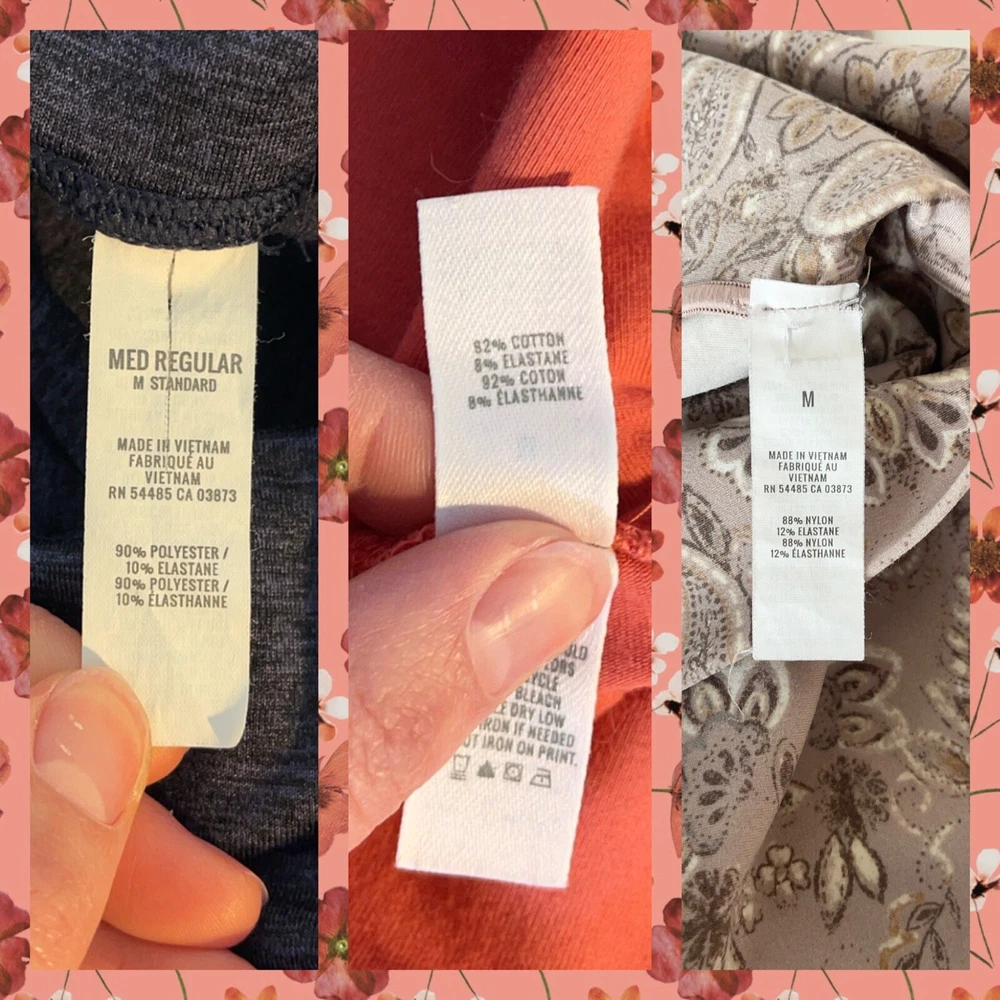 MED REGULAR
M STANDARD
MADE IN VIETNAM
FABRIQUÉ AU
VIETNAM
RN 54485 CA 03873
90% POLYESTER /
10% ELASTANE
90% POLYESTER /
10% ÉLASTHANNE
92% COTTON
8% ELASTANE
92% COTON
8% ÉLASTHANNE
BLEACH
DRY LOW
IRON IF NEEDED
IRON ON PRINT.
M
MADE IN VIETNAM
FABRIQUÉ AU
VIETNAM
RN 54485 CA 03873
88% NYLON
12% ELASTANE
88% NYLON
12% ÉLASTHANNE